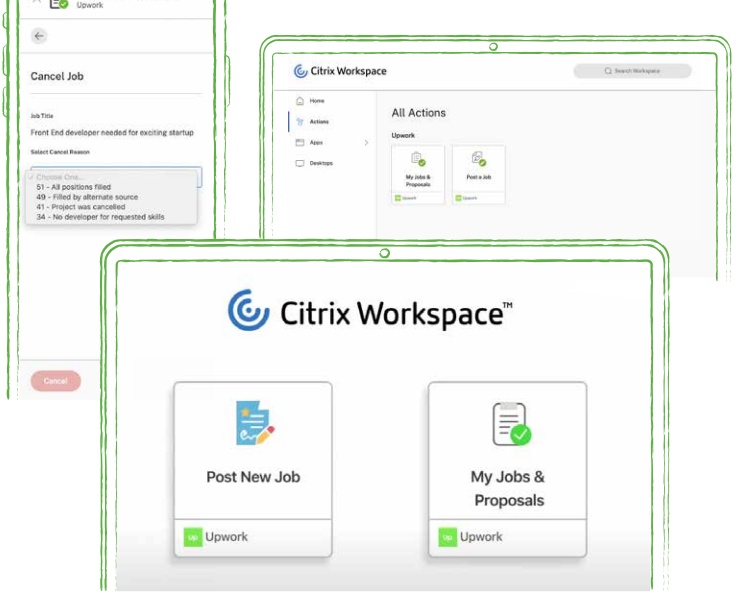 Upwork
Cancel Job
Job Title
Front End developer needed for exciting startup
Select Cancel Reason
✓ Choose One...
51 - All positions filled
49 - Filled by alternate source
41 - Project was cancelled
34 - No developer for requested skills
Cancel
Citrix Workspace
Search Workspace
Home
Actions
Apps
Desktops
All Actions
Upwork
My Jobs &
Proposals
Upwork
Post a Job
Upwork
Citrix Workspace™
Post New Job
Up Upwork
My Jobs &
Proposals
Up Upwork